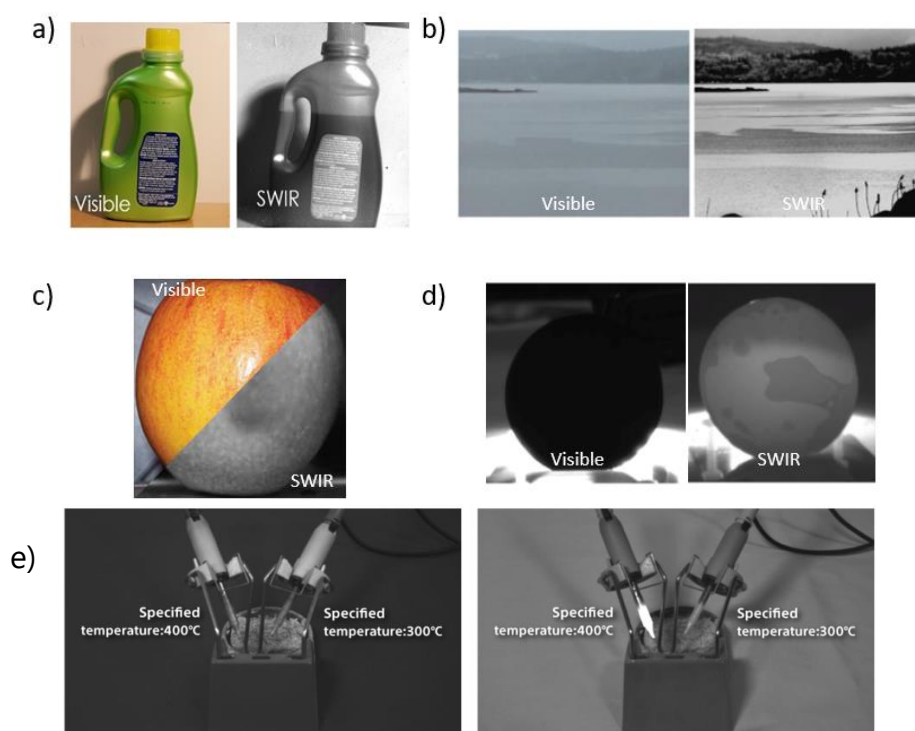 a)
Visible
SWIR
b)
Visible
SWIR
c)
Visible
SWIR
d)
Visible
SWIR
e)
Specified
temperature:400℃
Specified
temperature:300℃
Specified
temperature:400℃
Specified
temperature:300℃